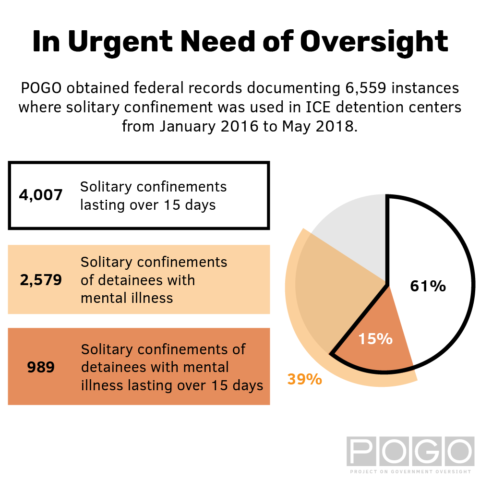 In Urgent Need of Oversight
POGO obtained federal records documenting 6,559 instances
where solitary confinement was used in ICE detention centers
from January 2016 to May 2018.
4,007
Solitary confinements
lasting over 15 days
2,579
Solitary confinements
of detainees with
mental illness
989
Solitary confinements of
detainees with mental
illness lasting over 15 days
61%
15%
39%
POGO
PROJECT ON GOVERNMENT OVERSIGHT